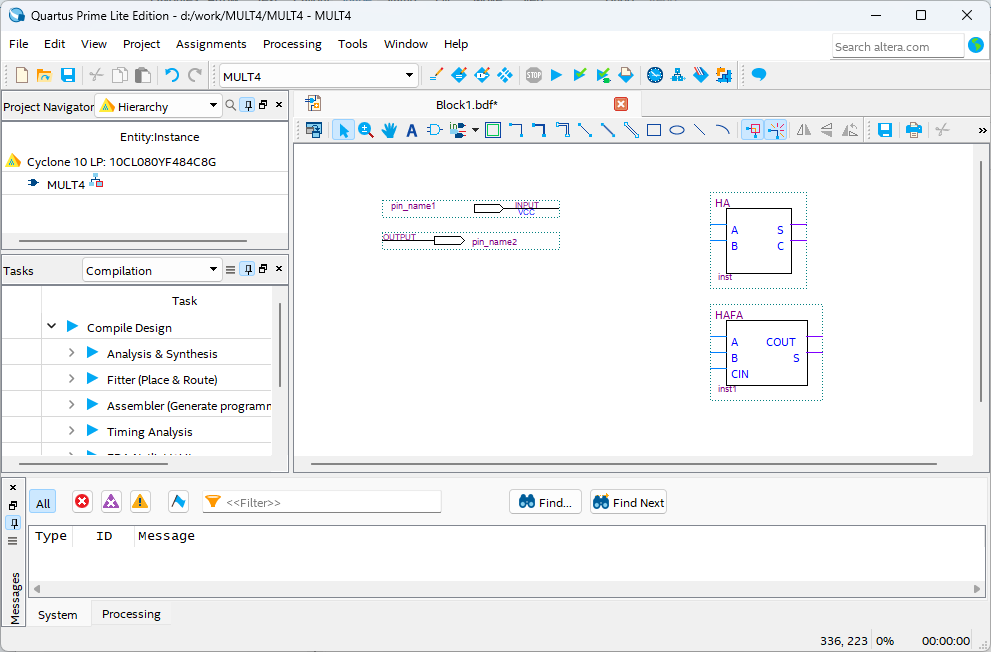 Quartus Prime Lite Edition - d:/work/MULT4/MULT4 - MULT4
File Edit View Project Assignments Processing Tools Window Help
Search altera.com
MULT4
STOP
Project Navigator Hierarchy
Block1.bdf*
Entity:Instance
Cyclone 10 LP: 10CL080YF484C8G
MULT4
pin_name1 INPUT
VCC
OUTPUT pin_name2
HA
A S
B C
inst
HAFA
A COUT
B S
CIN
inst1
Tasks Compilation
Task
Compile Design
Analysis & Synthesis
Fitter (Place & Route)
Assembler (Generate programm
Timing Analysis
All <<Filter>> Find... Find Next
Type ID Message
Messages
System Processing
336, 223 0% 00:00:00